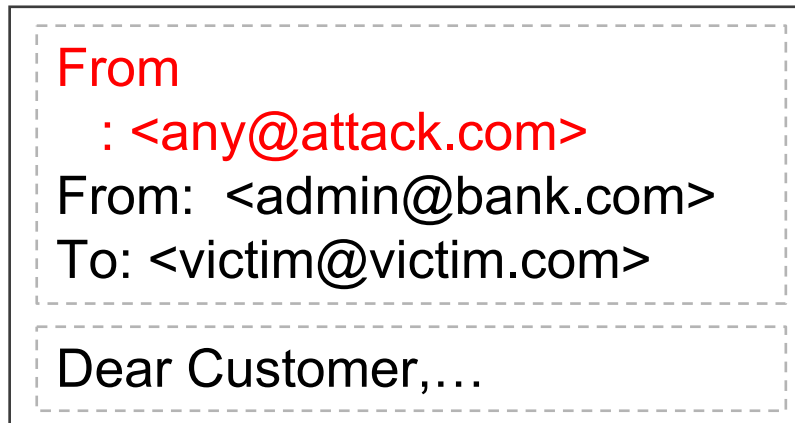 From
: <any@attack.com>
From: <admin@bank.com>
To: <victim@victim.com>
Dear Customer,…